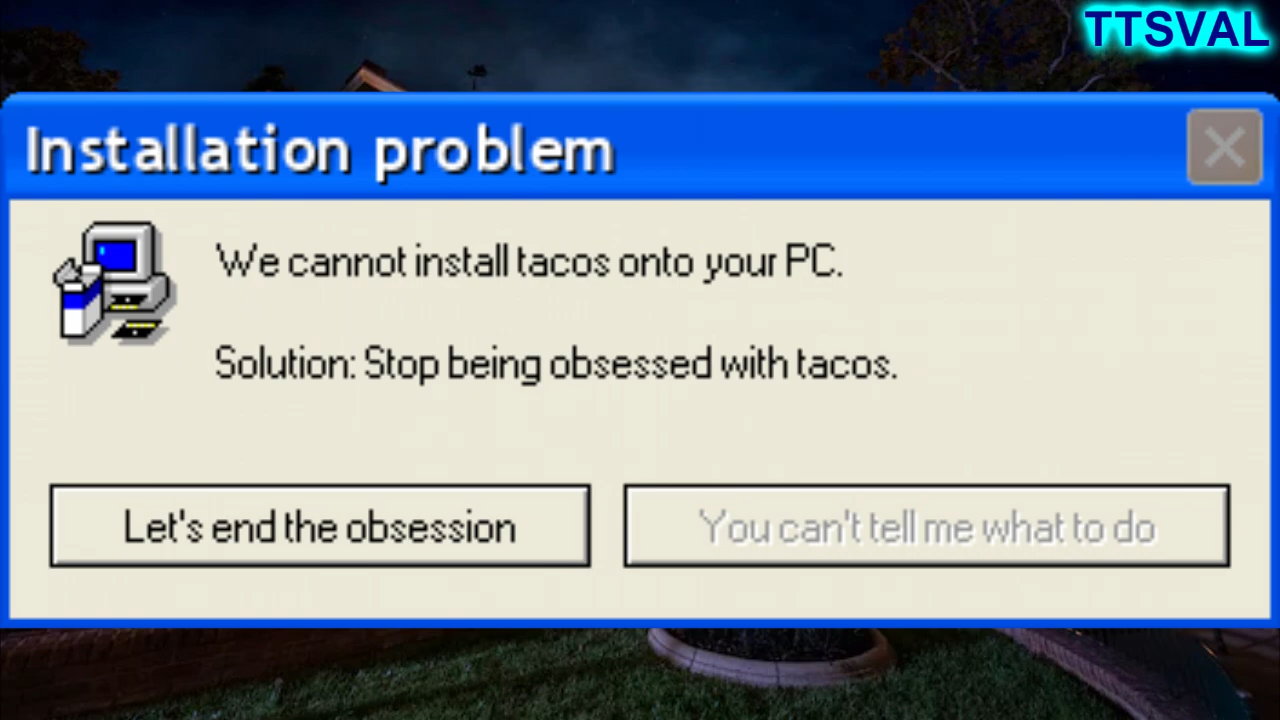 TTSVAL
Installation problem
We cannot install tacos onto your PC.
Solution: Stop being obsessed with tacos.
Let's end the obsession
You can't tell me what to do